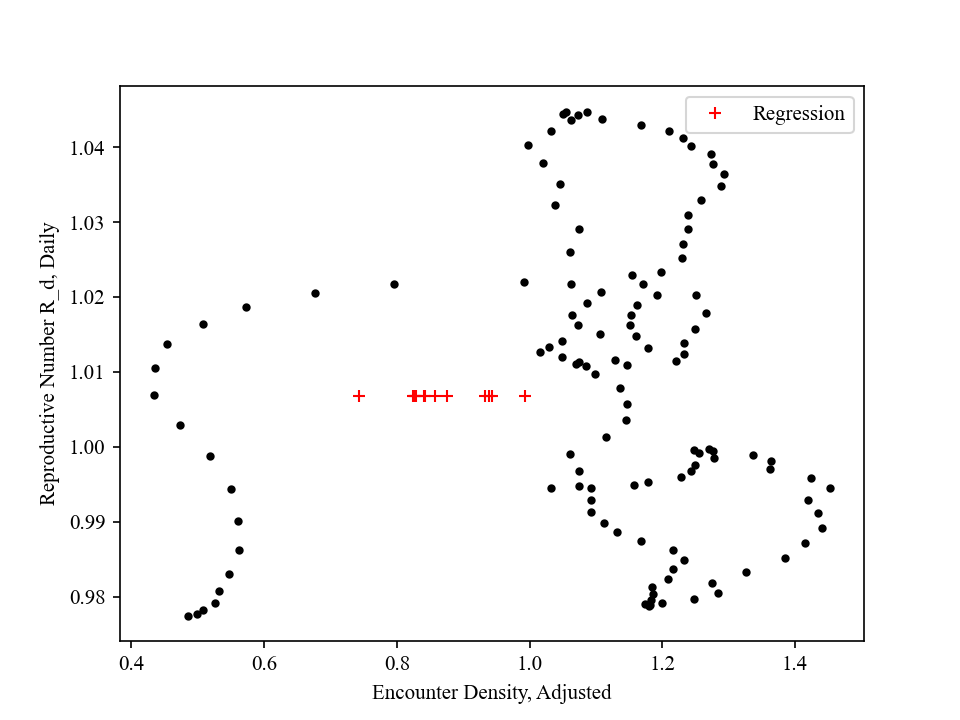 Regression
1.04
1.03
1.02
1.01
1.00
0.99
0.98
Reproductive Number R_d, Daily
0.4 0.6 0.8 1.0 1.2 1.4
Encounter Density, Adjusted